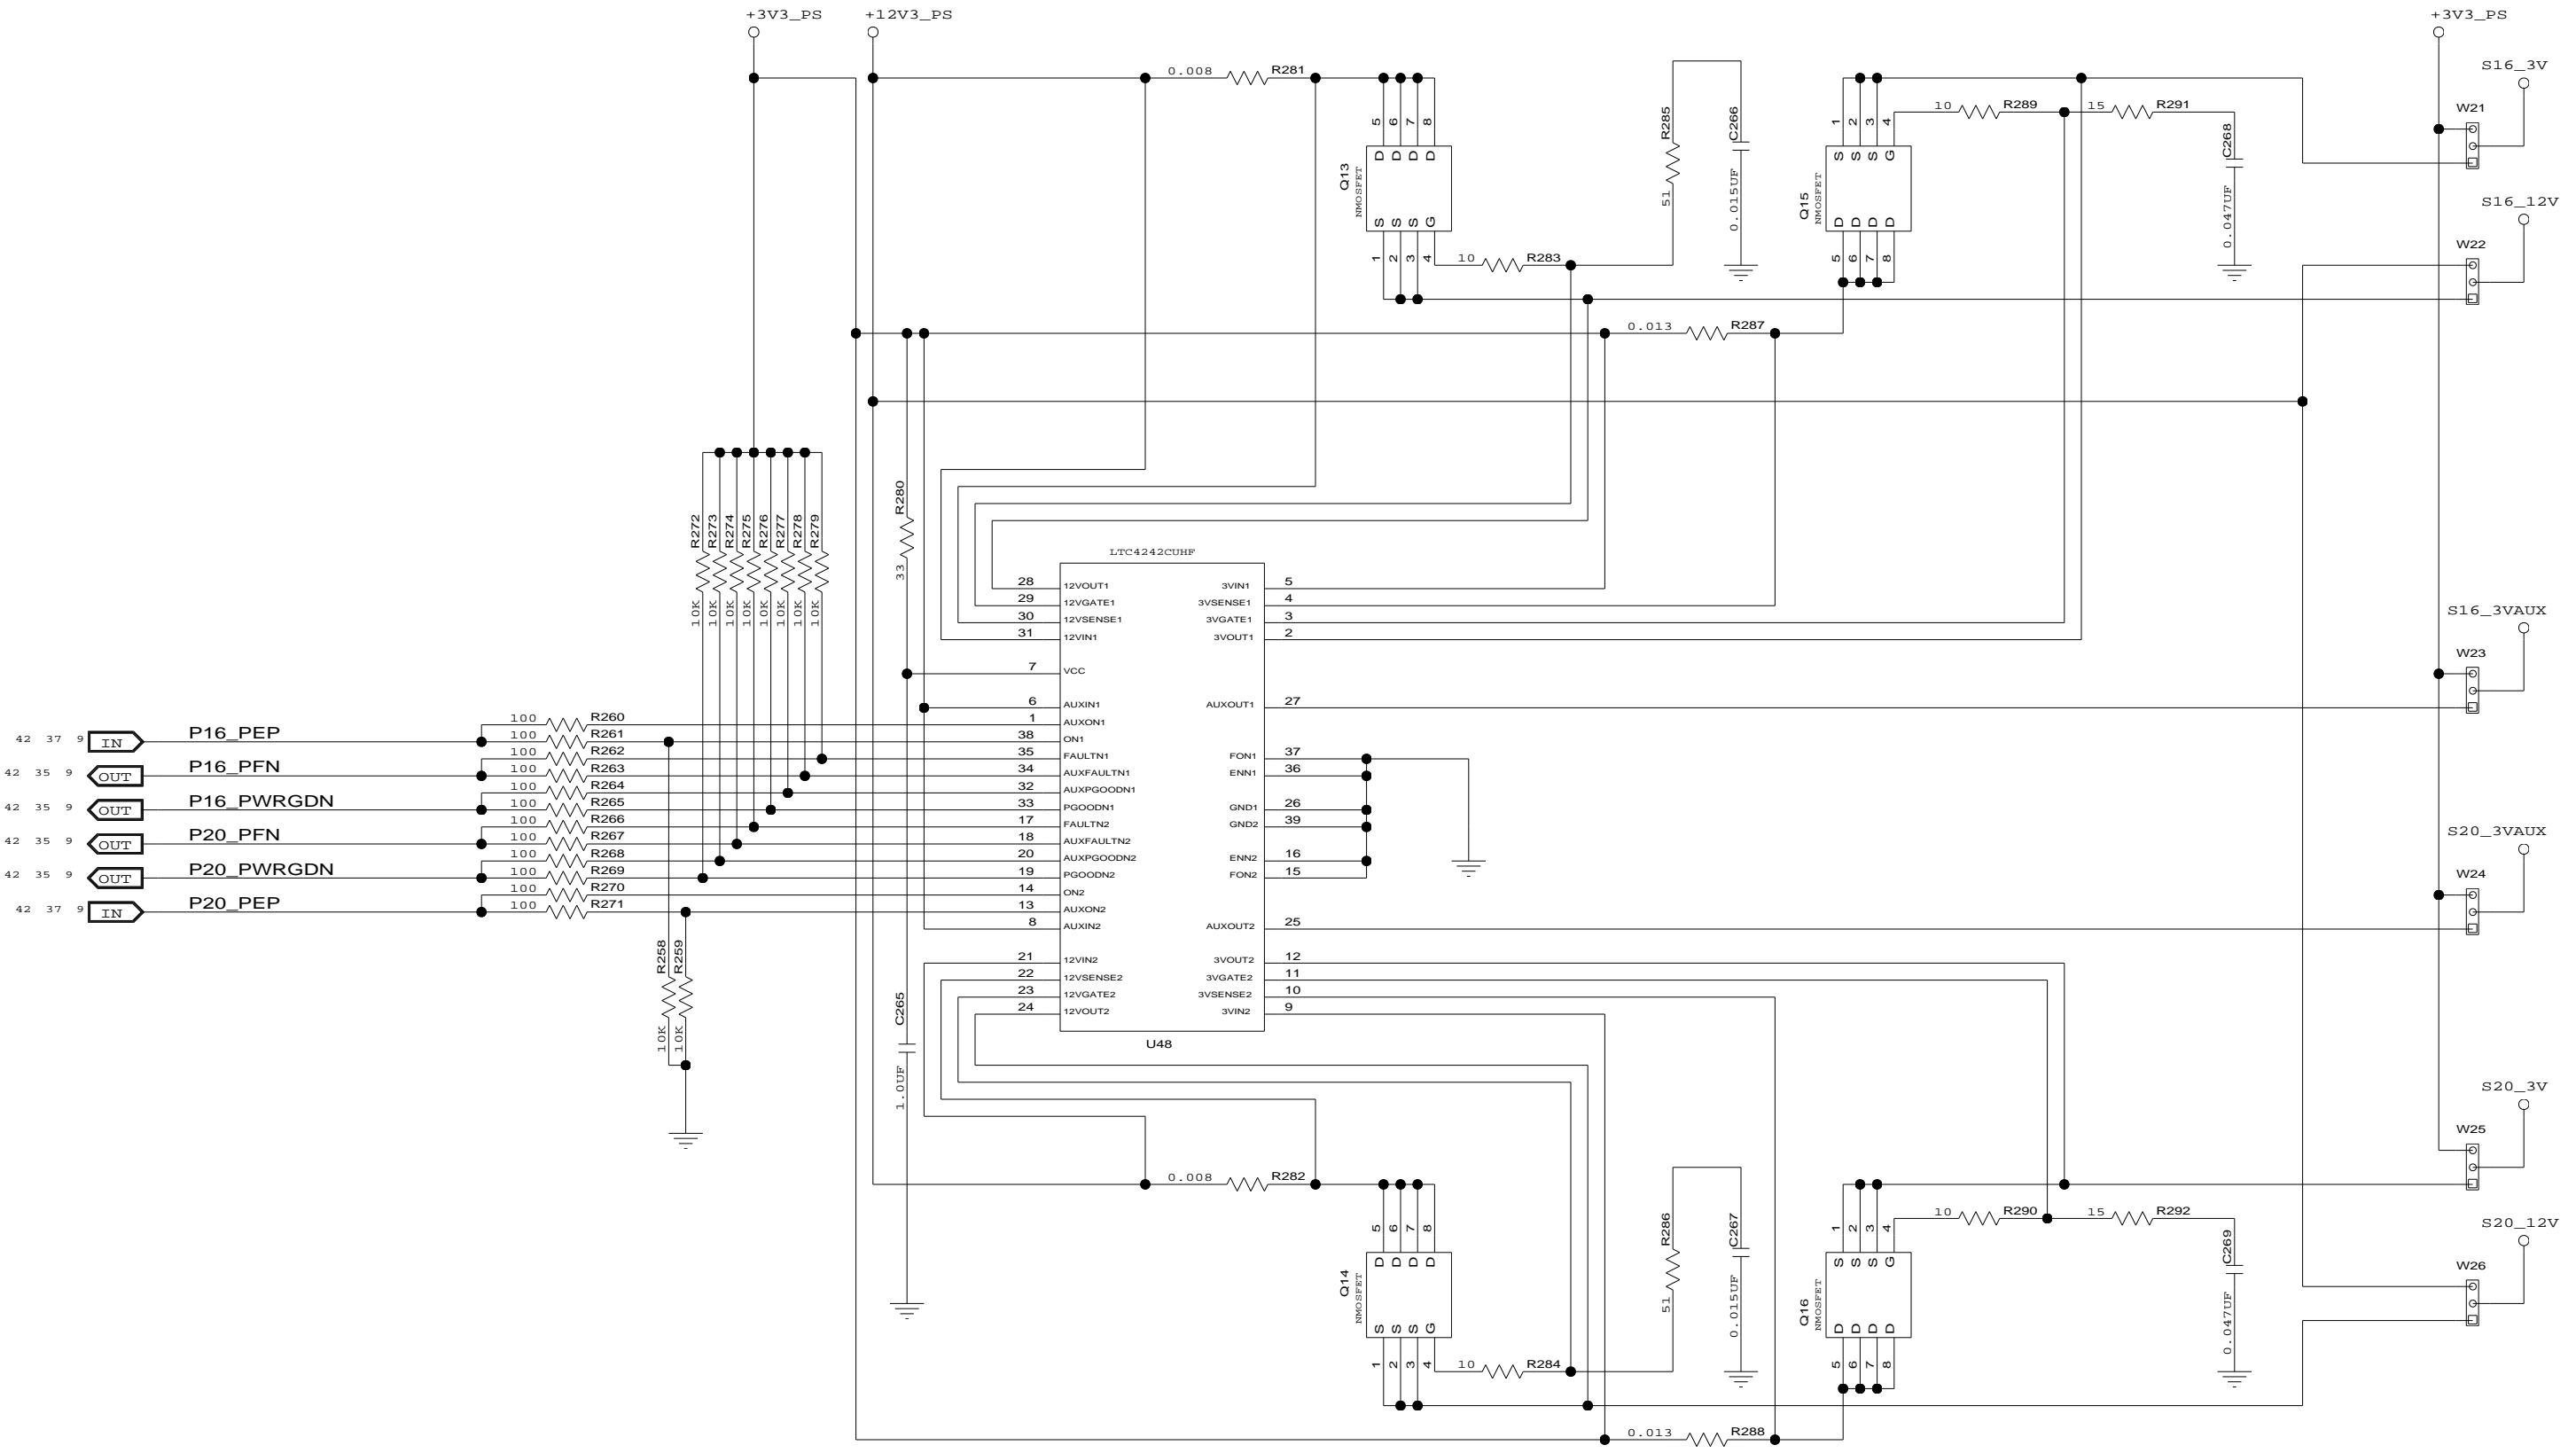 +3V3_PS
+12V3_PS
+3V3_PS
S16_3V
0.008
R281
R285
51
C266
0.015UF
10
R289
15
R291
C268
0.047UF
W21
5 6 7 8
D D D D
Q13
NMOSFET
S S S G
1 2 3 4
1 2 3 4
S S S G
Q15
NMOSFET
D D D D
5 6 7 8
S16_12V
W22
10
R283
0.013
R287
R272
R273
R274
R275
R276
R277
R278
R279
10K
10K
10K
10K
10K
10K
10K
10K
R280
33
LTC4242CUHF
28 12VOUT1
29 12VGATE1
30 12VSENSE1
31 12VIN1
7 VCC
6 AUXIN1
1 AUXON1
38 ON1
35 FAULTN1
34 AUXFAULTN1
32 AUXPGOODN1
33 PGOODN1
17 FAULTN2
18 AUXFAULTN2
20 AUXPGOODN2
19 PGOODN2
14 ON2
13 AUXON2
8 AUXIN2
21 12VIN2
22 12VSENSE2
23 12VGATE2
24 12VOUT2
3VIN1 5
3VSENSE1 4
3VGATE1 3
3VOUT1 2
AUXOUT1 27
FON1 37
ENN1 36
GND1 26
GND2 39
ENN2 16
FON2 15
AUXOUT2 25
3VOUT2 12
3VGATE2 11
3VSENSE2 10
3VIN2 9
U48
S16_3VAUX
W23
S20_3VAUX
W24
42 37 9 IN P16_PEP
42 35 9 OUT P16_PFN
42 35 9 OUT P16_PWRGDN
42 35 9 OUT P20_PFN
42 35 9 OUT P20_PWRGDN
42 37 9 IN P20_PEP
100 R260
100 R261
100 R262
100 R263
100 R264
100 R265
100 R266
100 R267
100 R268
100 R269
100 R270
100 R271
R258
R259
10K
10K
C265
1.0UF
S20_3V
W25
0.008
R282
R286
51
C267
0.015UF
10
R290
15
R292
C269
0.047UF
5 6 7 8
D D D D
Q14
NMOSFET
S S S G
1 2 3 4
1 2 3 4
S S S G
Q16
NMOSFET
D D D D
5 6 7 8
S20_12V
W26
10
R284
0.013
R288